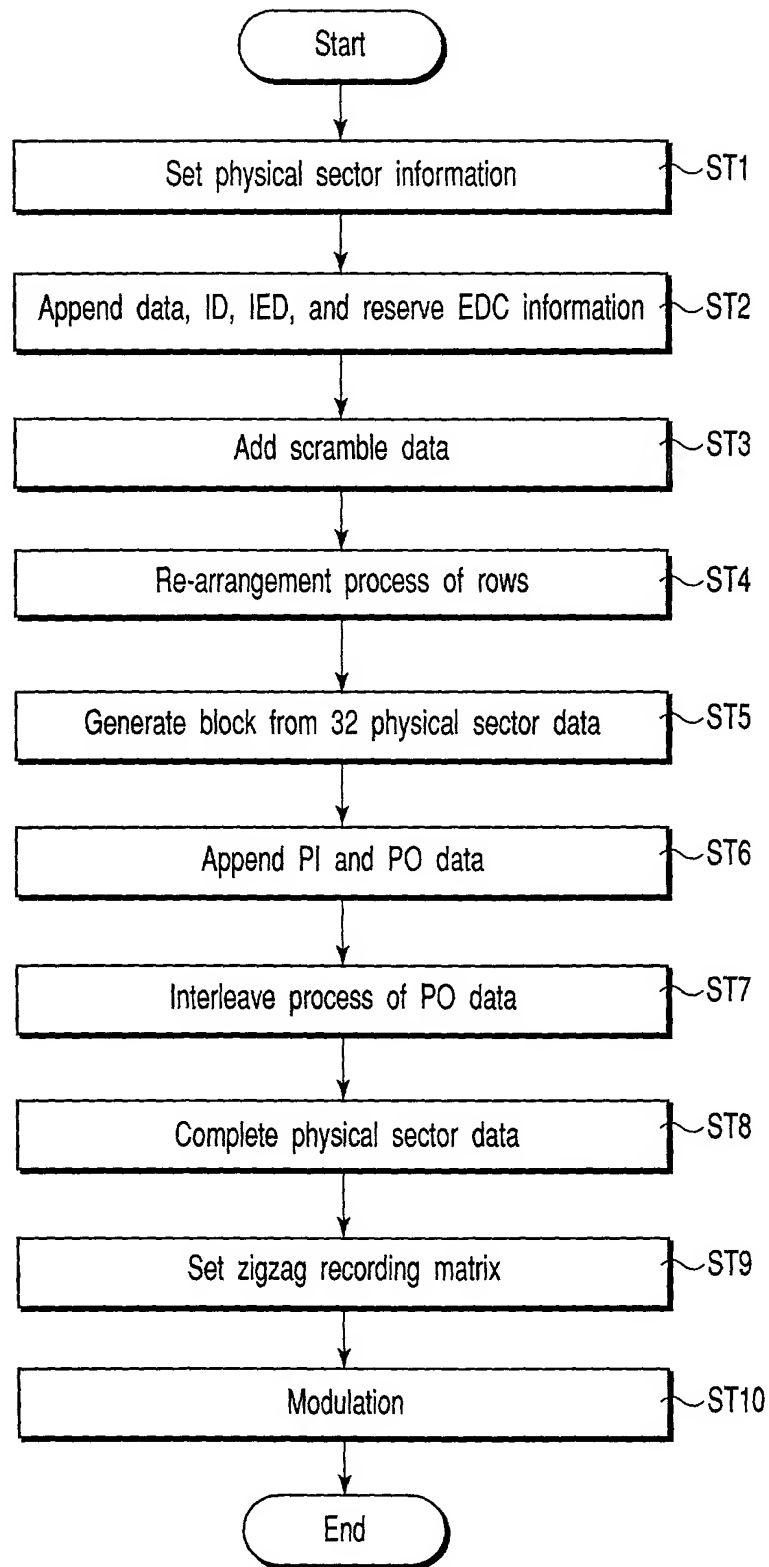 Start
Set physical sector information
ST1
Append data, ID, IED, and reserve EDC information
ST2
Add scramble data
ST3
Re-arrangement process of rows
ST4
Generate block from 32 physical sector data
ST5
Append PI and PO data
ST6
Interleave process of PO data
ST7
Complete physical sector data
ST8
Set zigzag recording matrix
ST9
Modulation
ST10
End